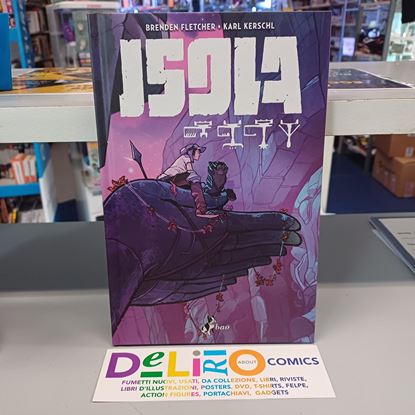 BRENDEN FLETCHER • KARL KERSCHL
ISOLA
bao
DeLiRiO ABOUT COMICS
FUMETTI NUOVI, USATI, DA COLLEZIONE, LIBRI, RIVISTE,
LIBRI D'ILLUSTRAZIONI, POSTERS, DVD, T-SHIRTS, FELPE,
ACTION FIGURES, PORTACHIAVI, GADGETS